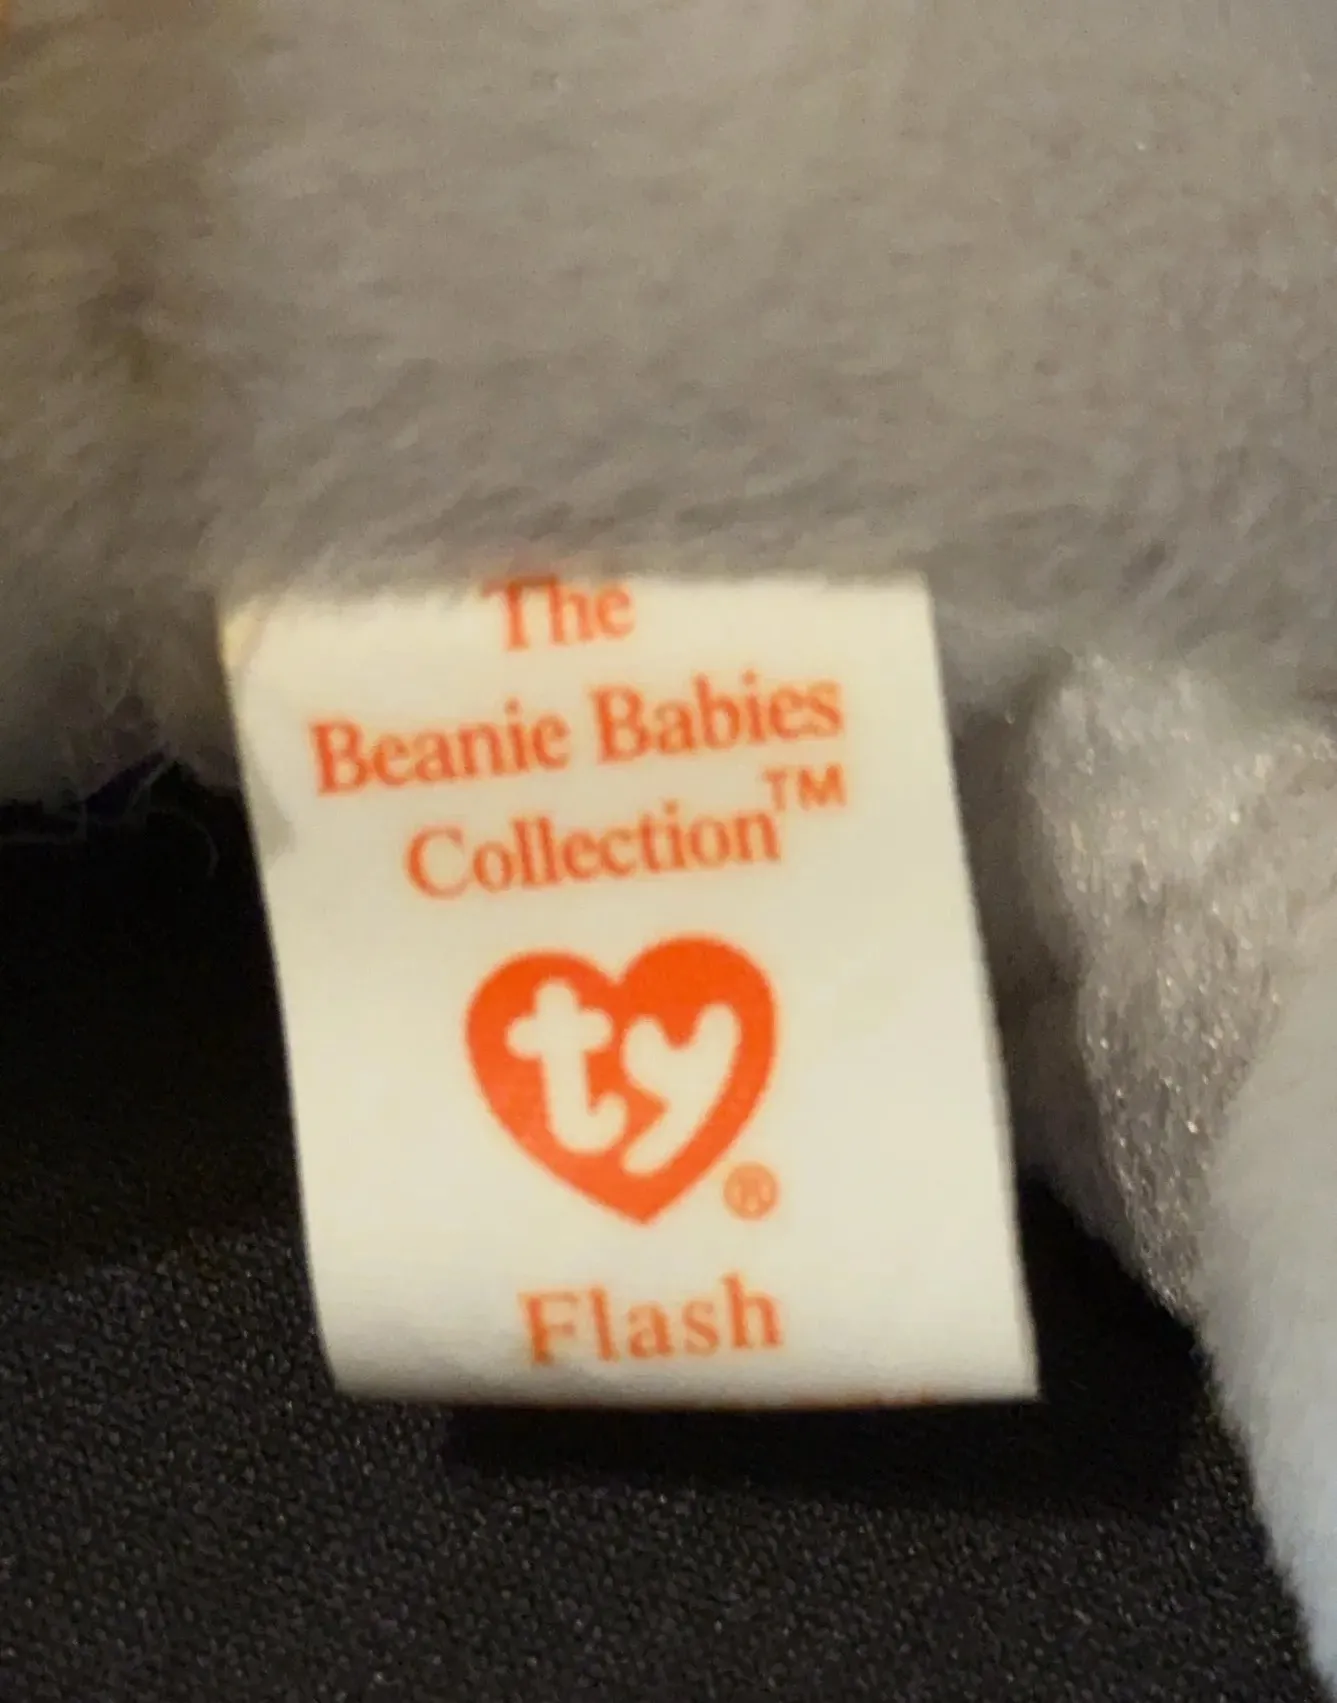 The
Beanie Babies
Collection™
ty®
Flash